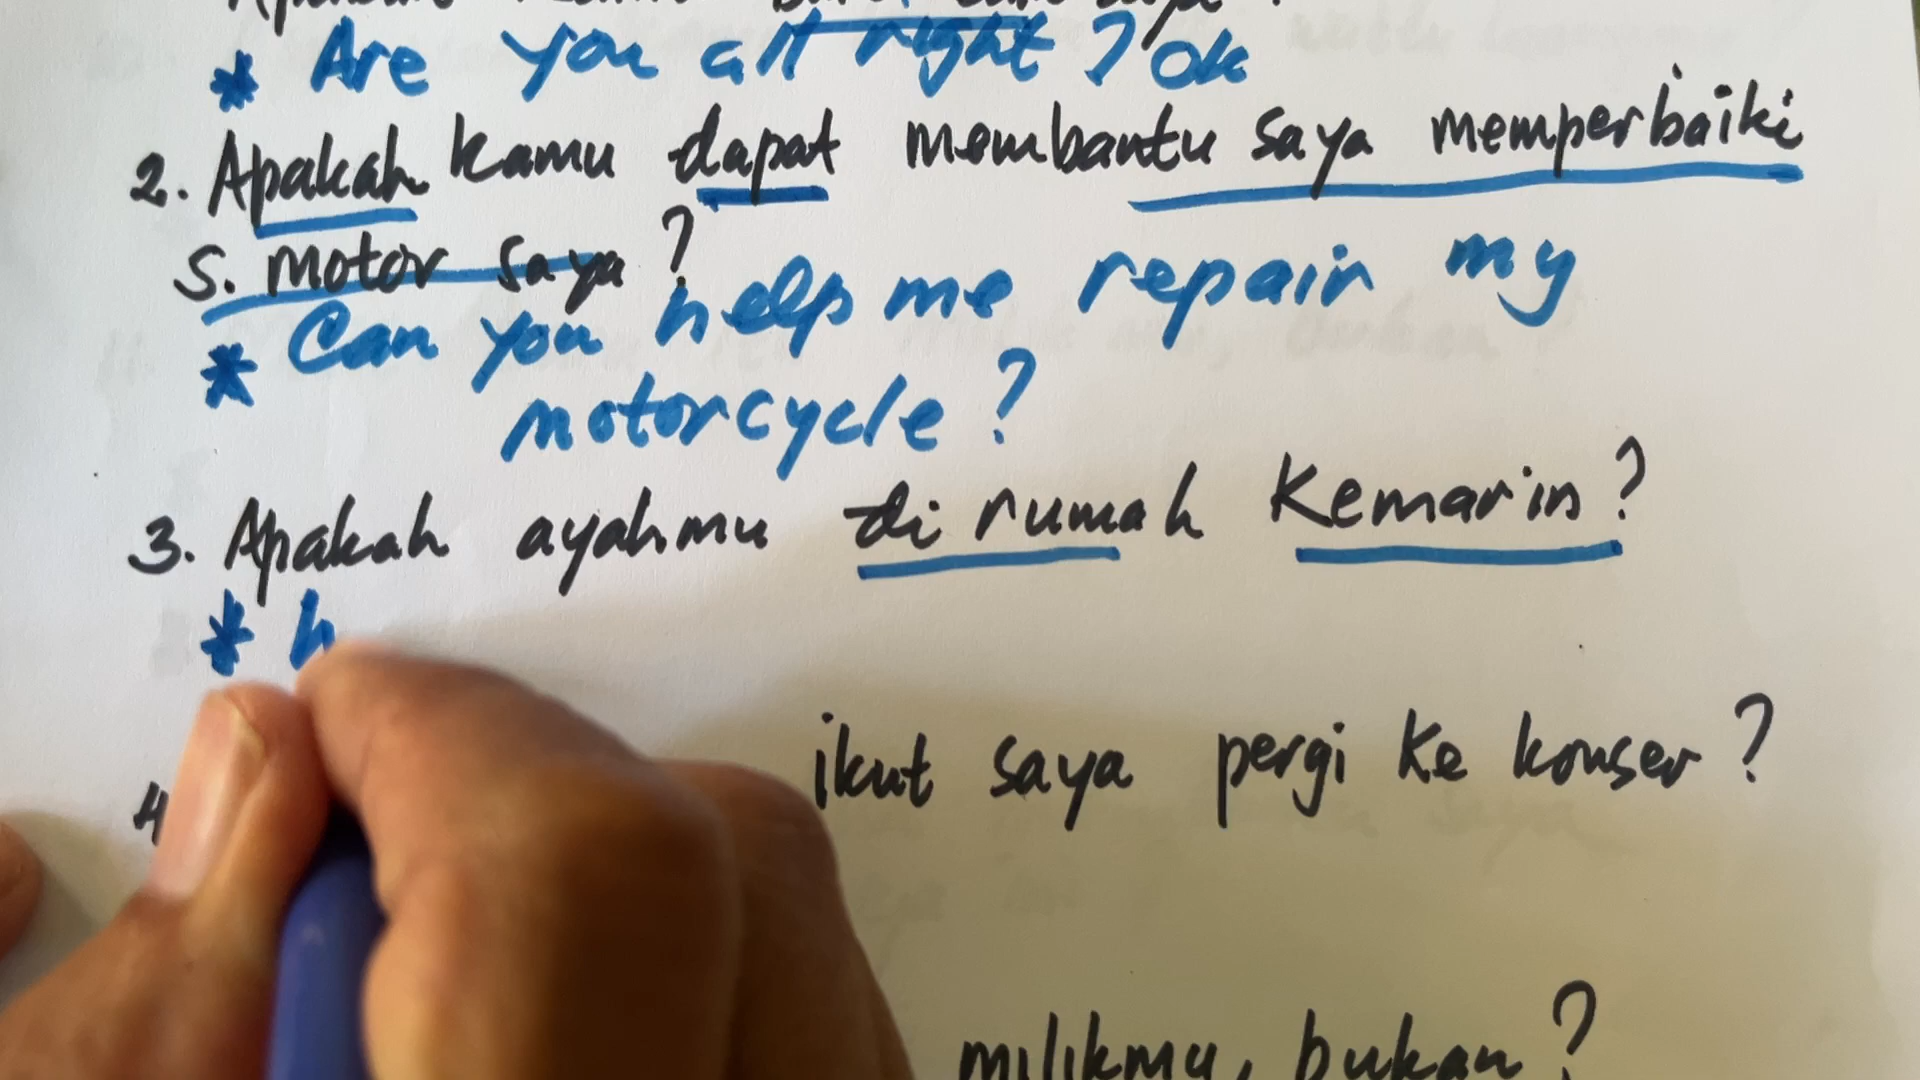 * Are you all right? Ok
2. Apakah kamu dapat membantu saya memperbaiki
S. Motor saya?
* Can you help me repair my
motorcycle?
3. Apakah ayahmu di rumah Kemarin?
*
4 ikut saya pergi ke konser?
milikmu, bukan?